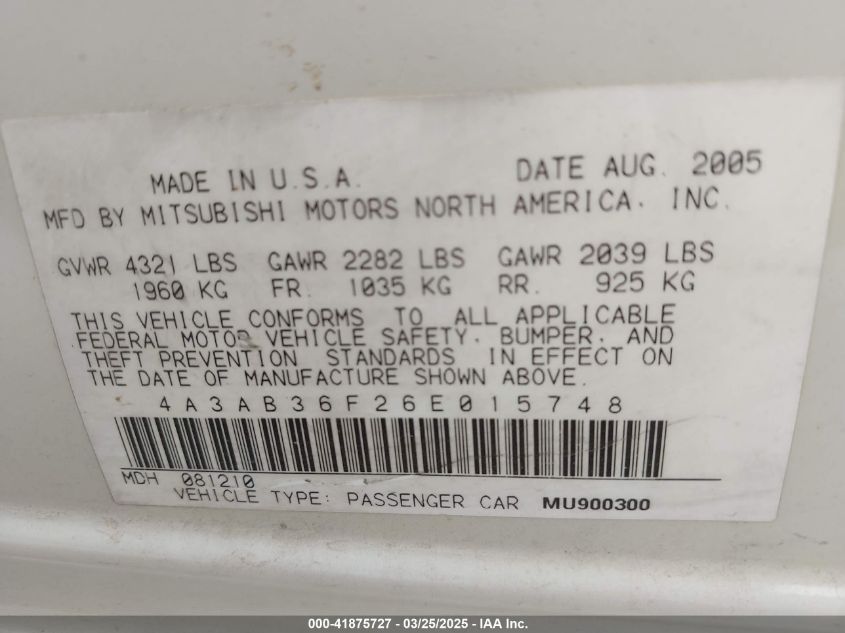 MADE IN U.S.A. DATE AUG. 2005
MFD BY MITSUBISHI MOTORS NORTH AMERICA. INC.
GVWR 4321 LBS GAWR 2282 LBS GAWR 2039 LBS
1960 KG FR. 1035 KG RR. 925 KG
THIS VEHICLE CONFORMS TO ALL APPLICABLE
FEDERAL MOTOR VEHICLE SAFETY. BUMPER. AND
THEFT PREVENTION STANDARDS IN EFFECT ON
THE DATE OF MANUFACTURE SHOWN ABOVE.
4A3AB36F26E015748
MDH 081210
VEHICLE TYPE: PASSENGER CAR MU900300
000-41875727 - 03/25/2025 - IAA Inc.